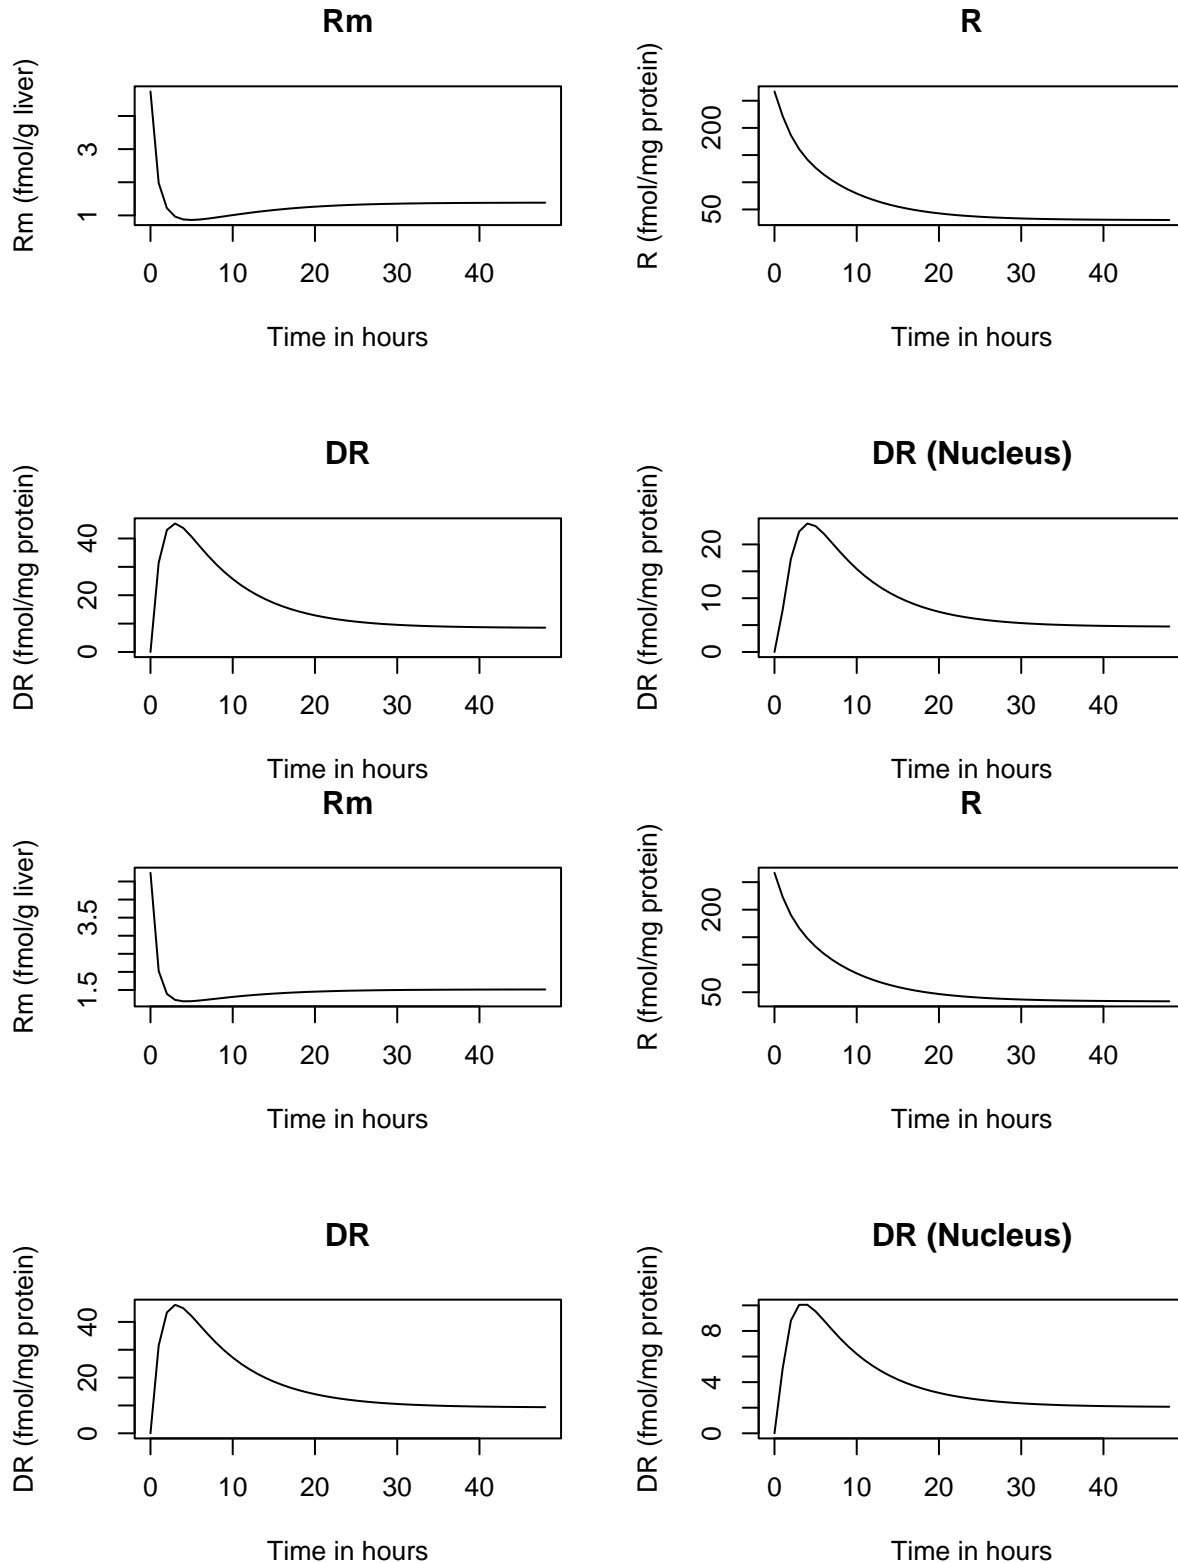 Rm
Rm (fmol/g liver)
1 3
0 10 20 30 40
Time in hours
R
R (fmol/mg protein)
50 200
0 10 20 30 40
Time in hours
DR
DR (fmol/mg protein)
0 20 40
0 10 20 30 40
Time in hours
DR (Nucleus)
DR (fmol/mg protein)
0 10 20
0 10 20 30 40
Time in hours
Rm
Rm (fmol/g liver)
1.5 3.5
0 10 20 30 40
Time in hours
R
R (fmol/mg protein)
50 200
0 10 20 30 40
Time in hours
DR
DR (fmol/mg protein)
0 20 40
0 10 20 30 40
Time in hours
DR (Nucleus)
DR (fmol/mg protein)
0 4 8
0 10 20 30 40
Time in hours